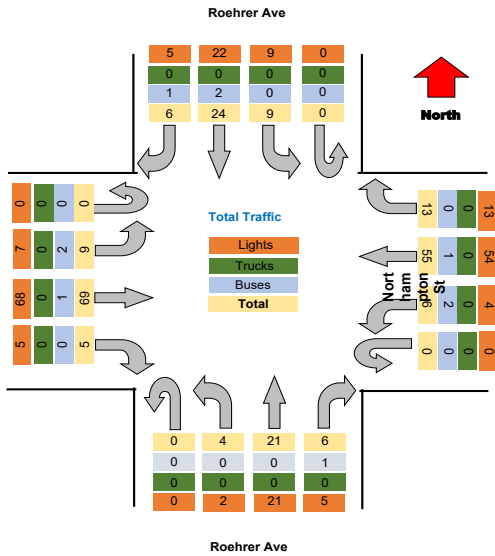 Roehrer Ave
5 22 9 0
0 0 0 0
1 2 0 0
6 24 9 0
North
0 0 0 0
7 0 2 9
68 0 1 69
5 0 0 5
Total Traffic
Lights
Trucks
Buses
Total
13 0 0 13
55 1 0 54
6 2 0 4
0 0 0 0
Nort
ham
pton
St
0 4 21 6
0 0 0 1
0 0 0 0
0 2 21 5
Roehrer Ave